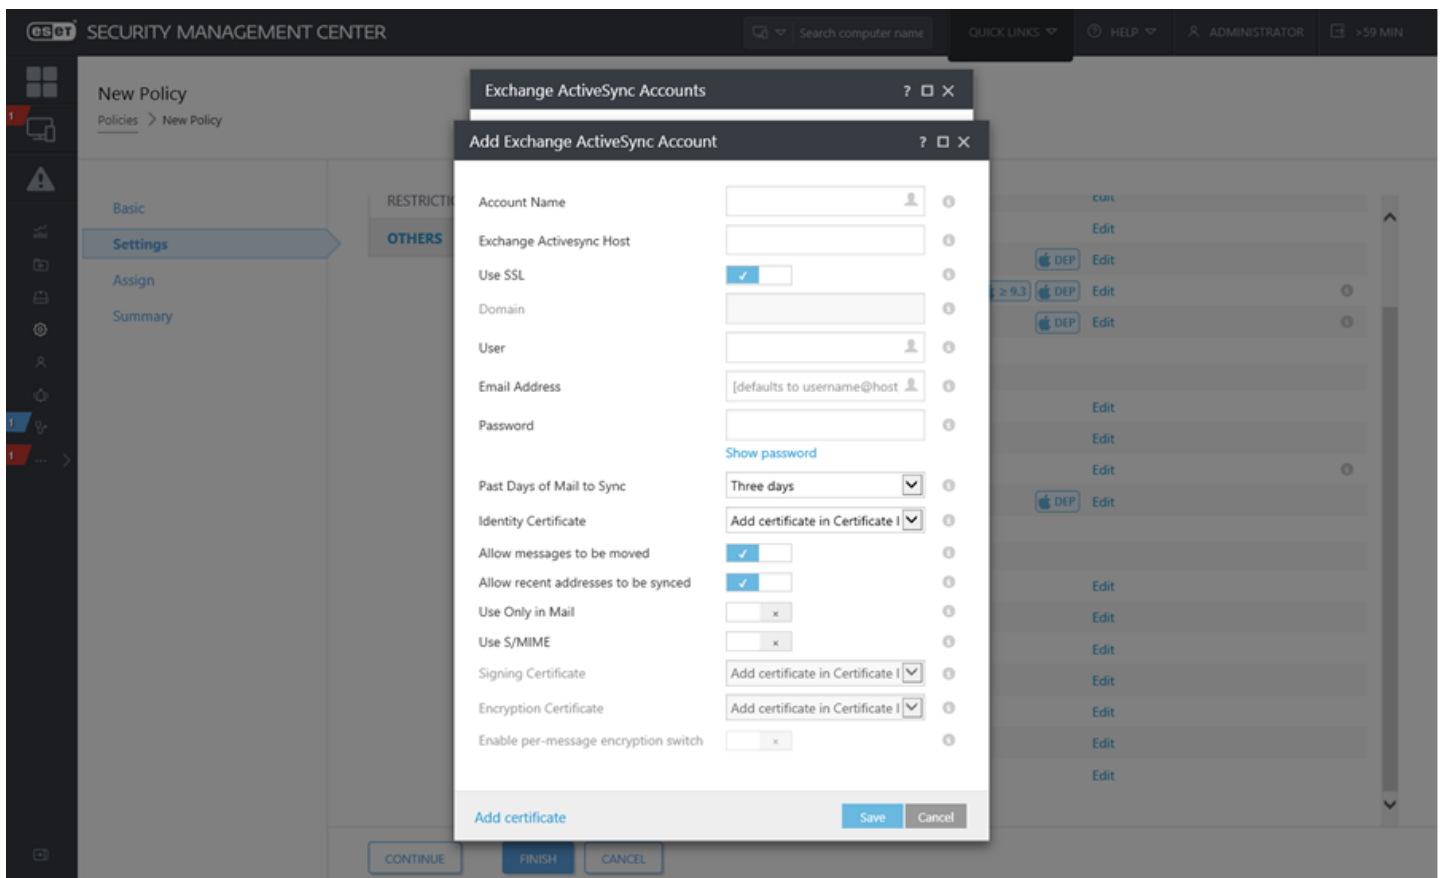 eseT SECURITY MANAGEMENT CENTER
Search computer name
QUICK LINKS
HELP
ADMINISTRATOR
>59 MIN
New Policy
Policies > New Policy
1
1
1
Basic
Settings
Assign
Summary
OTHERS
Exchange ActiveSync Accounts
?
Add Exchange ActiveSync Account
?
Account Name
Exchange Activesync Host
Use SSL
Domain
User
Email Address [defaults to username@host
Password
Show password
Past Days of Mail to Sync Three days
Identity Certificate Add certificate in Certificate
Allow messages to be moved
Allow recent addresses to be synced
Use Only in Mail
Use S/MIME
Signing Certificate Add certificate in Certificate
Encryption Certificate Add certificate in Certificate
Enable per-message encryption switch
Add certificate
Save Cancel
Edit
Edit
DEP Edit
≥ 9.3 DEP Edit
DEP Edit
Edit
Edit
Edit
DEP Edit
Edit
Edit
Edit
Edit
Edit
Edit
Edit
CONTINUE FINISH CANCEL